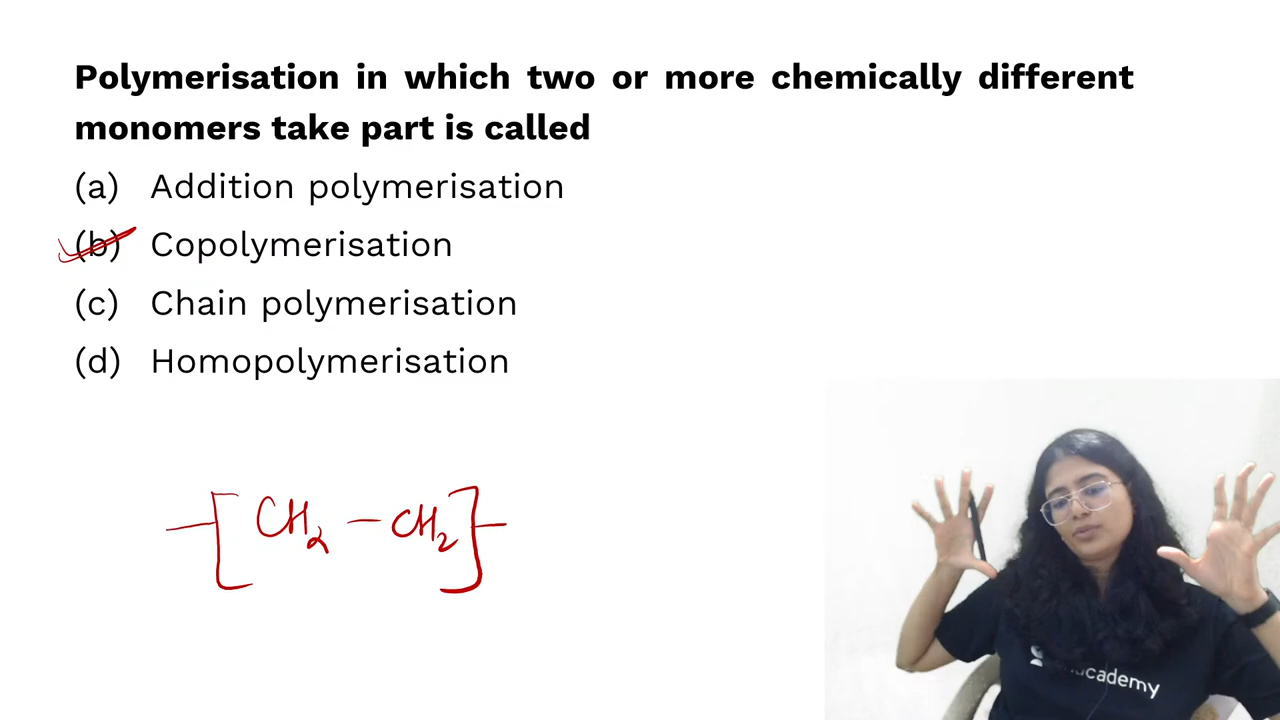 Polymerisation in which two or more chemically different
monomers take part is called
(a) Addition polymerisation
(b) Copolymerisation
(c) Chain polymerisation
(d) Homopolymerisation
-[CH2-CH2]-
academy